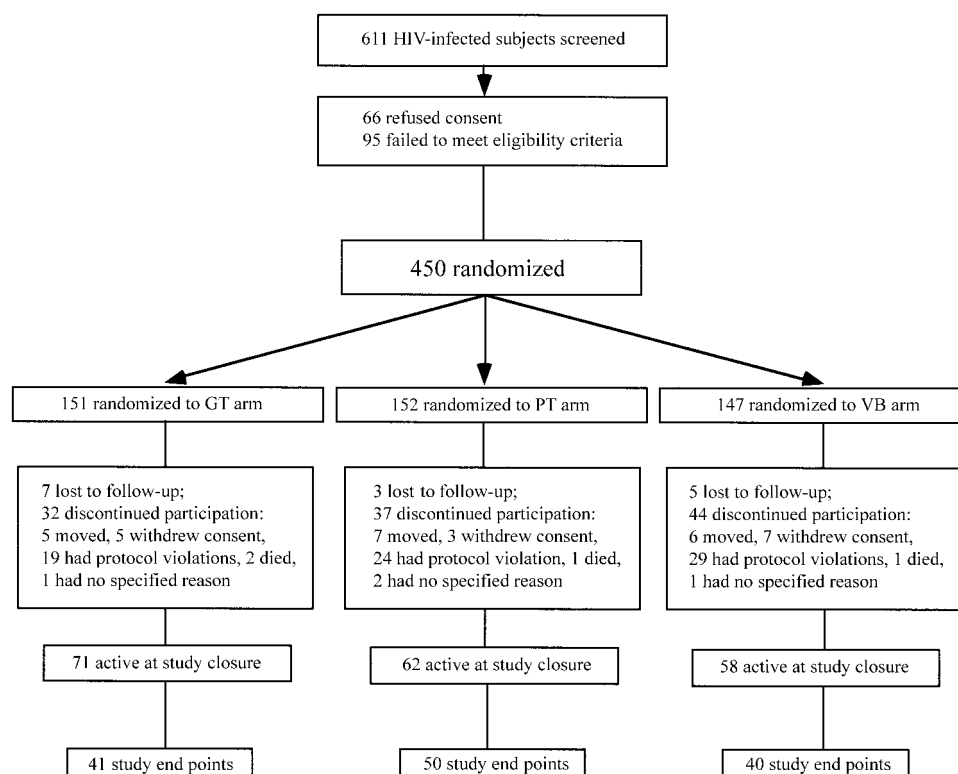 611 HIV-infected subjects screened
66 refused consent
95 failed to meet eligibility criteria
450 randomized
151 randomized to GT arm
152 randomized to PT arm
147 randomized to VB arm
7 lost to follow-up;
32 discontinued participation:
5 moved, 5 withdrew consent,
19 had protocol violations, 2 died,
1 had no specified reason
3 lost to follow-up;
37 discontinued participation:
7 moved, 3 withdrew consent,
24 had protocol violation, 1 died,
2 had no specified reason
5 lost to follow-up;
44 discontinued participation:
6 moved, 7 withdrew consent,
29 had protocol violations, 1 died,
1 had no specified reason
71 active at study closure
62 active at study closure
58 active at study closure
41 study end points
50 study end points
40 study end points